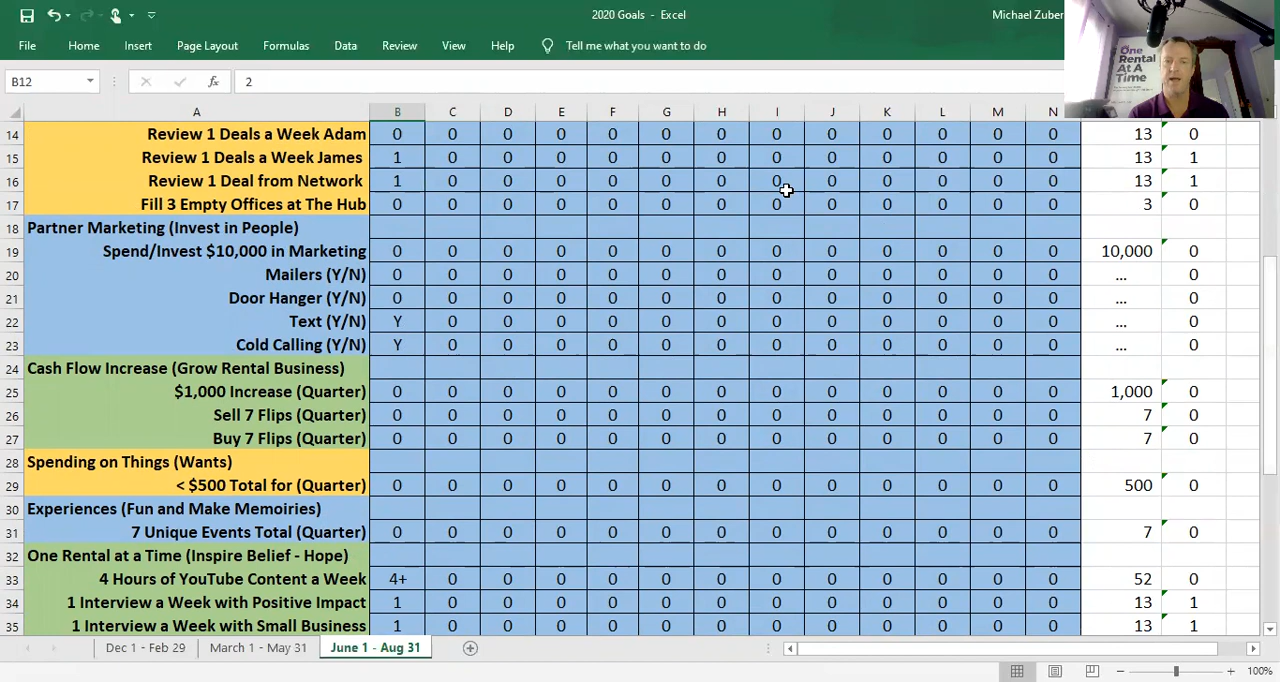 2020 Goals - Excel
Michael Zuber
One
Rental
At A
Time
File Home Insert Page Layout Formulas Data Review View Help Tell me what you want to do
B12 fx 2
A B C D E F G H I J K L M N
14 Review 1 Deals a Week Adam 0 0 0 0 0 0 0 0 0 0 0 0 0 13 0
15 Review 1 Deals a Week James 1 0 0 0 0 0 0 0 0 0 0 0 0 13 1
16 Review 1 Deal from Network 1 0 0 0 0 0 0 0 0 0 0 0 0 13 1
17 Fill 3 Empty Offices at The Hub 0 0 0 0 0 0 0 0 0 0 0 0 0 3 0
18 Partner Marketing (Invest in People)
19 Spend/Invest $10,000 in Marketing 0 0 0 0 0 0 0 0 0 0 0 0 0 10,000 0
20 Mailers (Y/N) 0 0 0 0 0 0 0 0 0 0 0 0 0 ... 0
21 Door Hanger (Y/N) 0 0 0 0 0 0 0 0 0 0 0 0 0 ... 0
22 Text (Y/N) Y 0 0 0 0 0 0 0 0 0 0 0 0 ... 0
23 Cold Calling (Y/N) Y 0 0 0 0 0 0 0 0 0 0 0 0 ... 0
24 Cash Flow Increase (Grow Rental Business)
25 $1,000 Increase (Quarter) 0 0 0 0 0 0 0 0 0 0 0 0 0 1,000 0
26 Sell 7 Flips (Quarter) 0 0 0 0 0 0 0 0 0 0 0 0 0 7 0
27 Buy 7 Flips (Quarter) 0 0 0 0 0 0 0 0 0 0 0 0 0 7 0
28 Spending on Things (Wants)
29 < $500 Total for (Quarter) 0 0 0 0 0 0 0 0 0 0 0 0 0 500 0
30 Experiences (Fun and Make Memoiries)
31 7 Unique Events Total (Quarter) 0 0 0 0 0 0 0 0 0 0 0 0 0 7 0
32 One Rental at a Time (Inspire Belief - Hope)
33 4 Hours of YouTube Content a Week 4+ 0 0 0 0 0 0 0 0 0 0 0 0 52 0
34 1 Interview a Week with Positive Impact 1 0 0 0 0 0 0 0 0 0 0 0 0 13 1
35 1 Interview a Week with Small Business 1 0 0 0 0 0 0 0 0 0 0 0 0 13 1
Dec 1 - Feb 29 March 1 - May 31 June 1 - Aug 31
100%